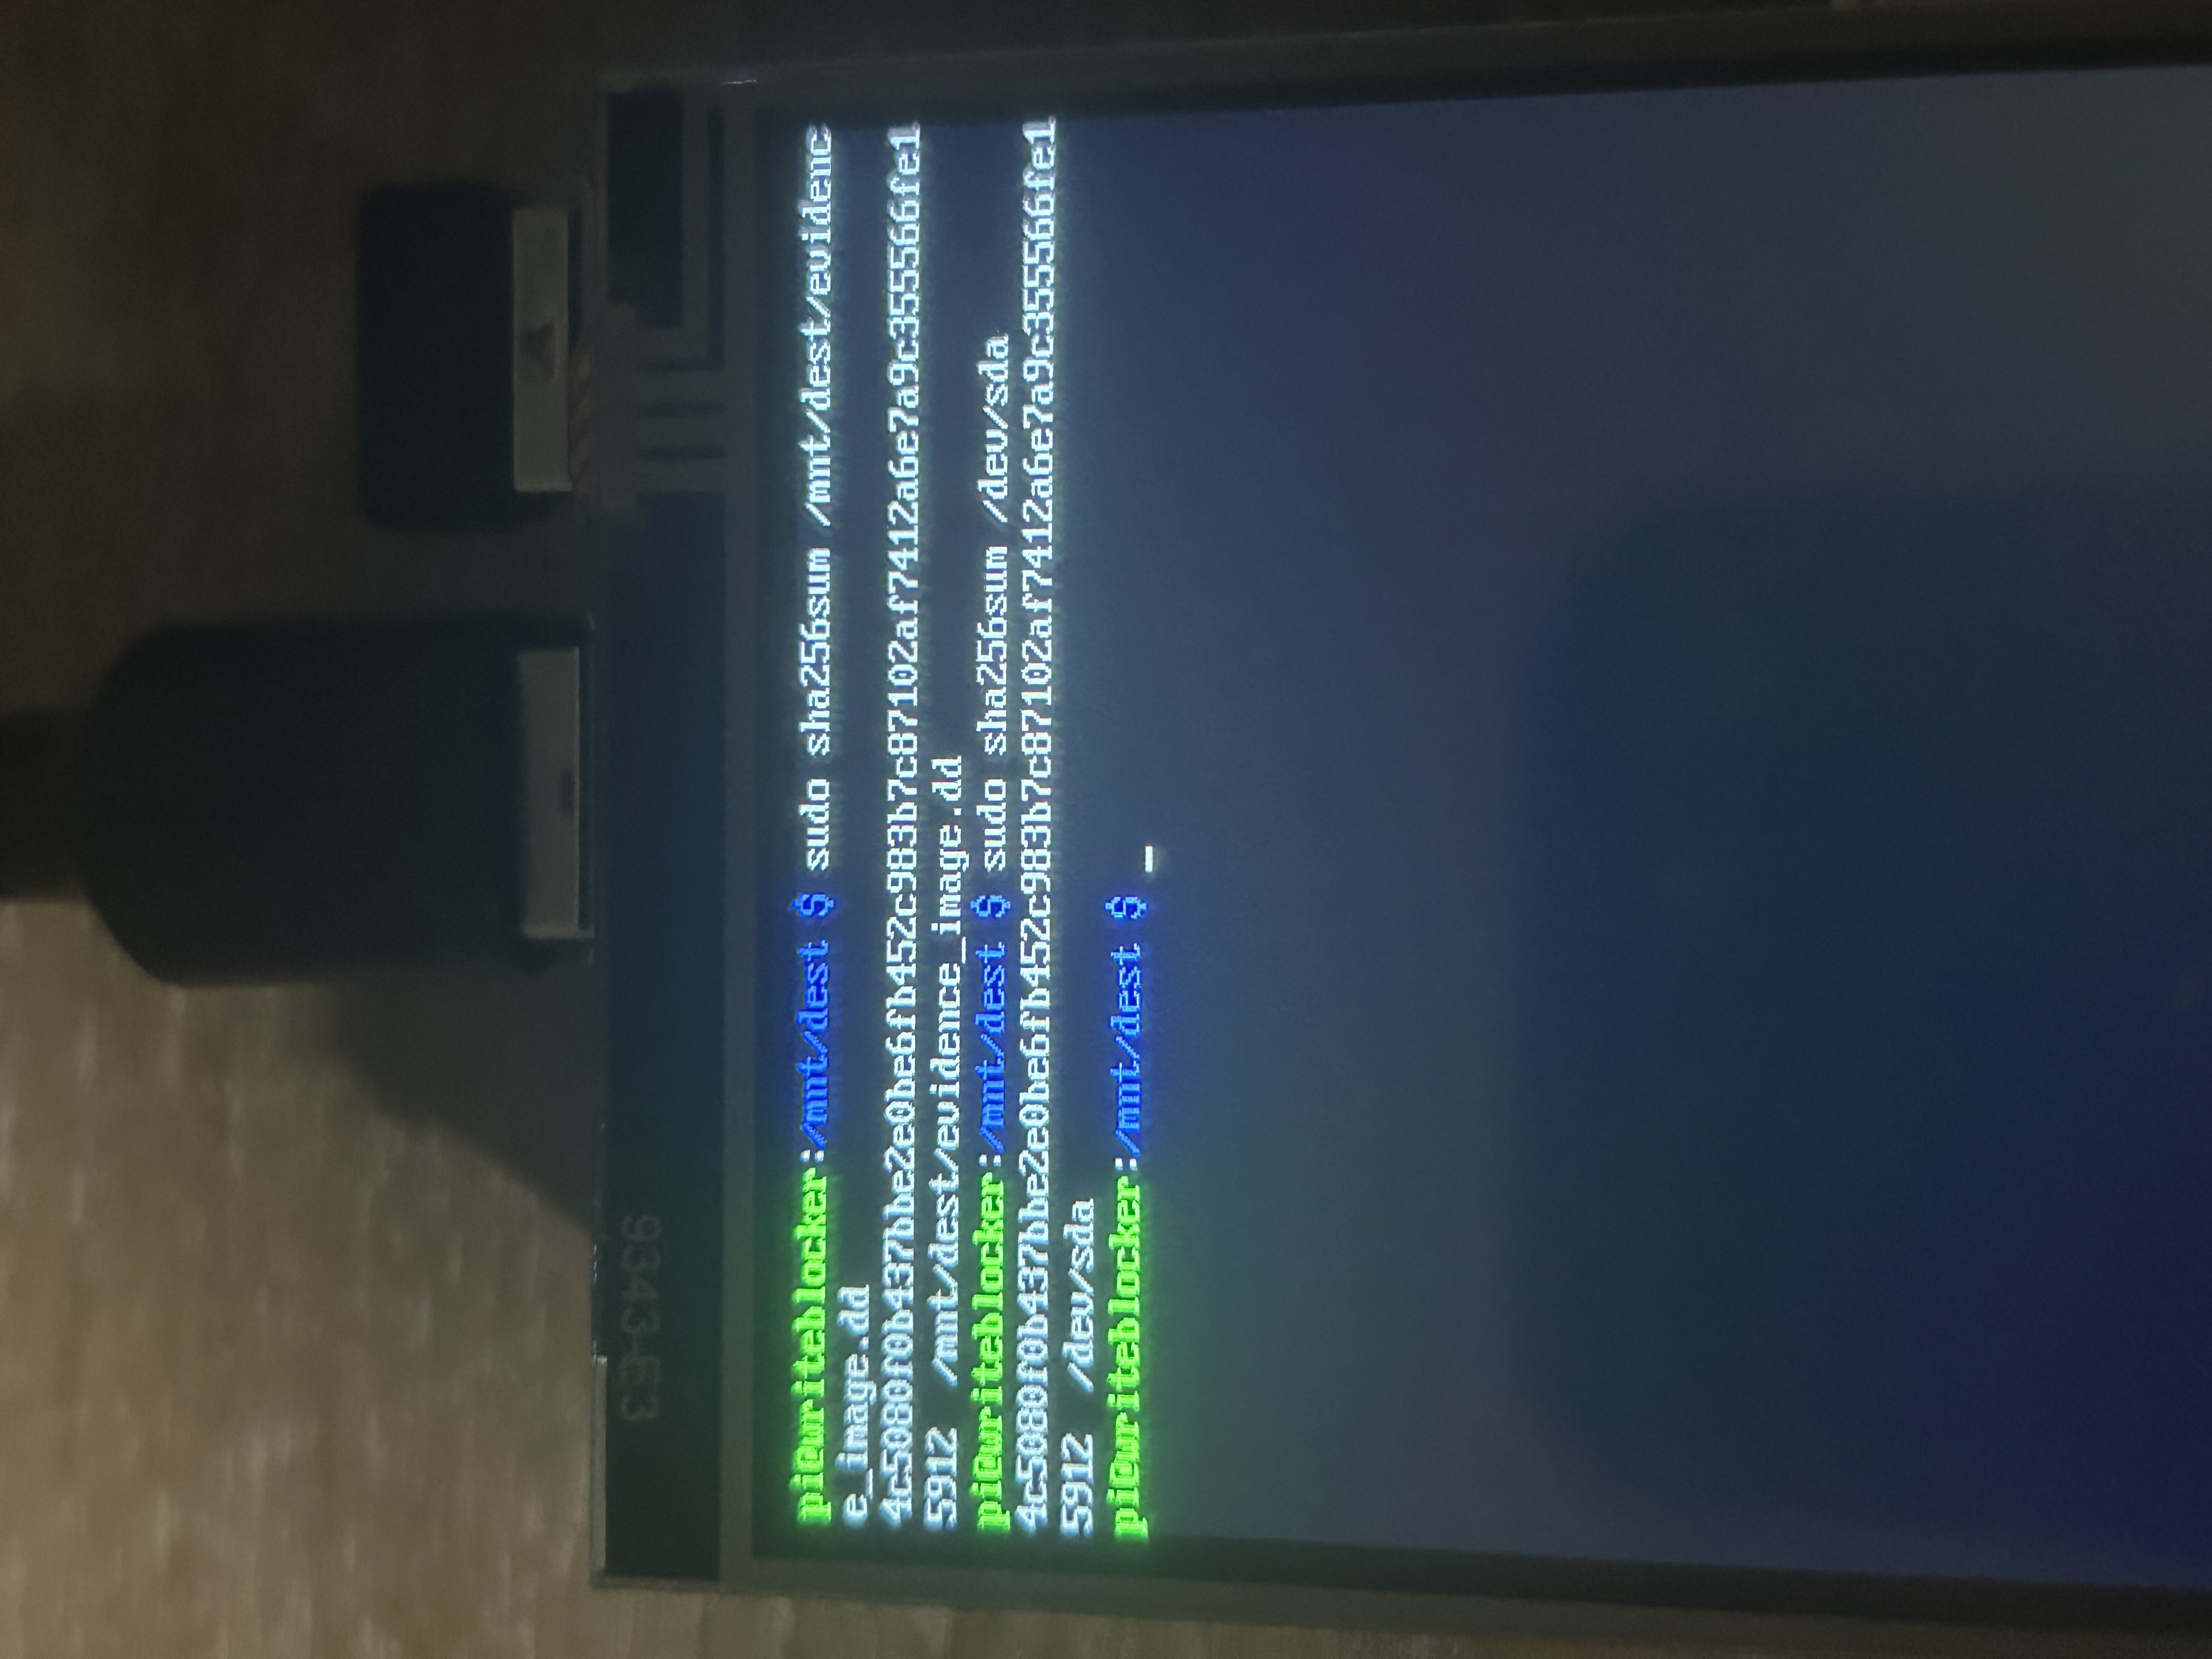 9343-E3
pi@writeblocker:/mnt/dest $ sudo sha256sum /mnt/dest/evidenc
e_image.dd
4c5080f0b437bbe2e0be6fb452c983b7c87102af7412a6e7a9c355566fe1
5912  /mnt/dest/evidence_image.dd
pi@writeblocker:/mnt/dest $ sudo sha256sum /dev/sda
4c5080f0b437bbe2e0be6fb452c983b7c87102af7412a6e7a9c355566fe1
5912  /dev/sda
pi@writeblocker:/mnt/dest $ _